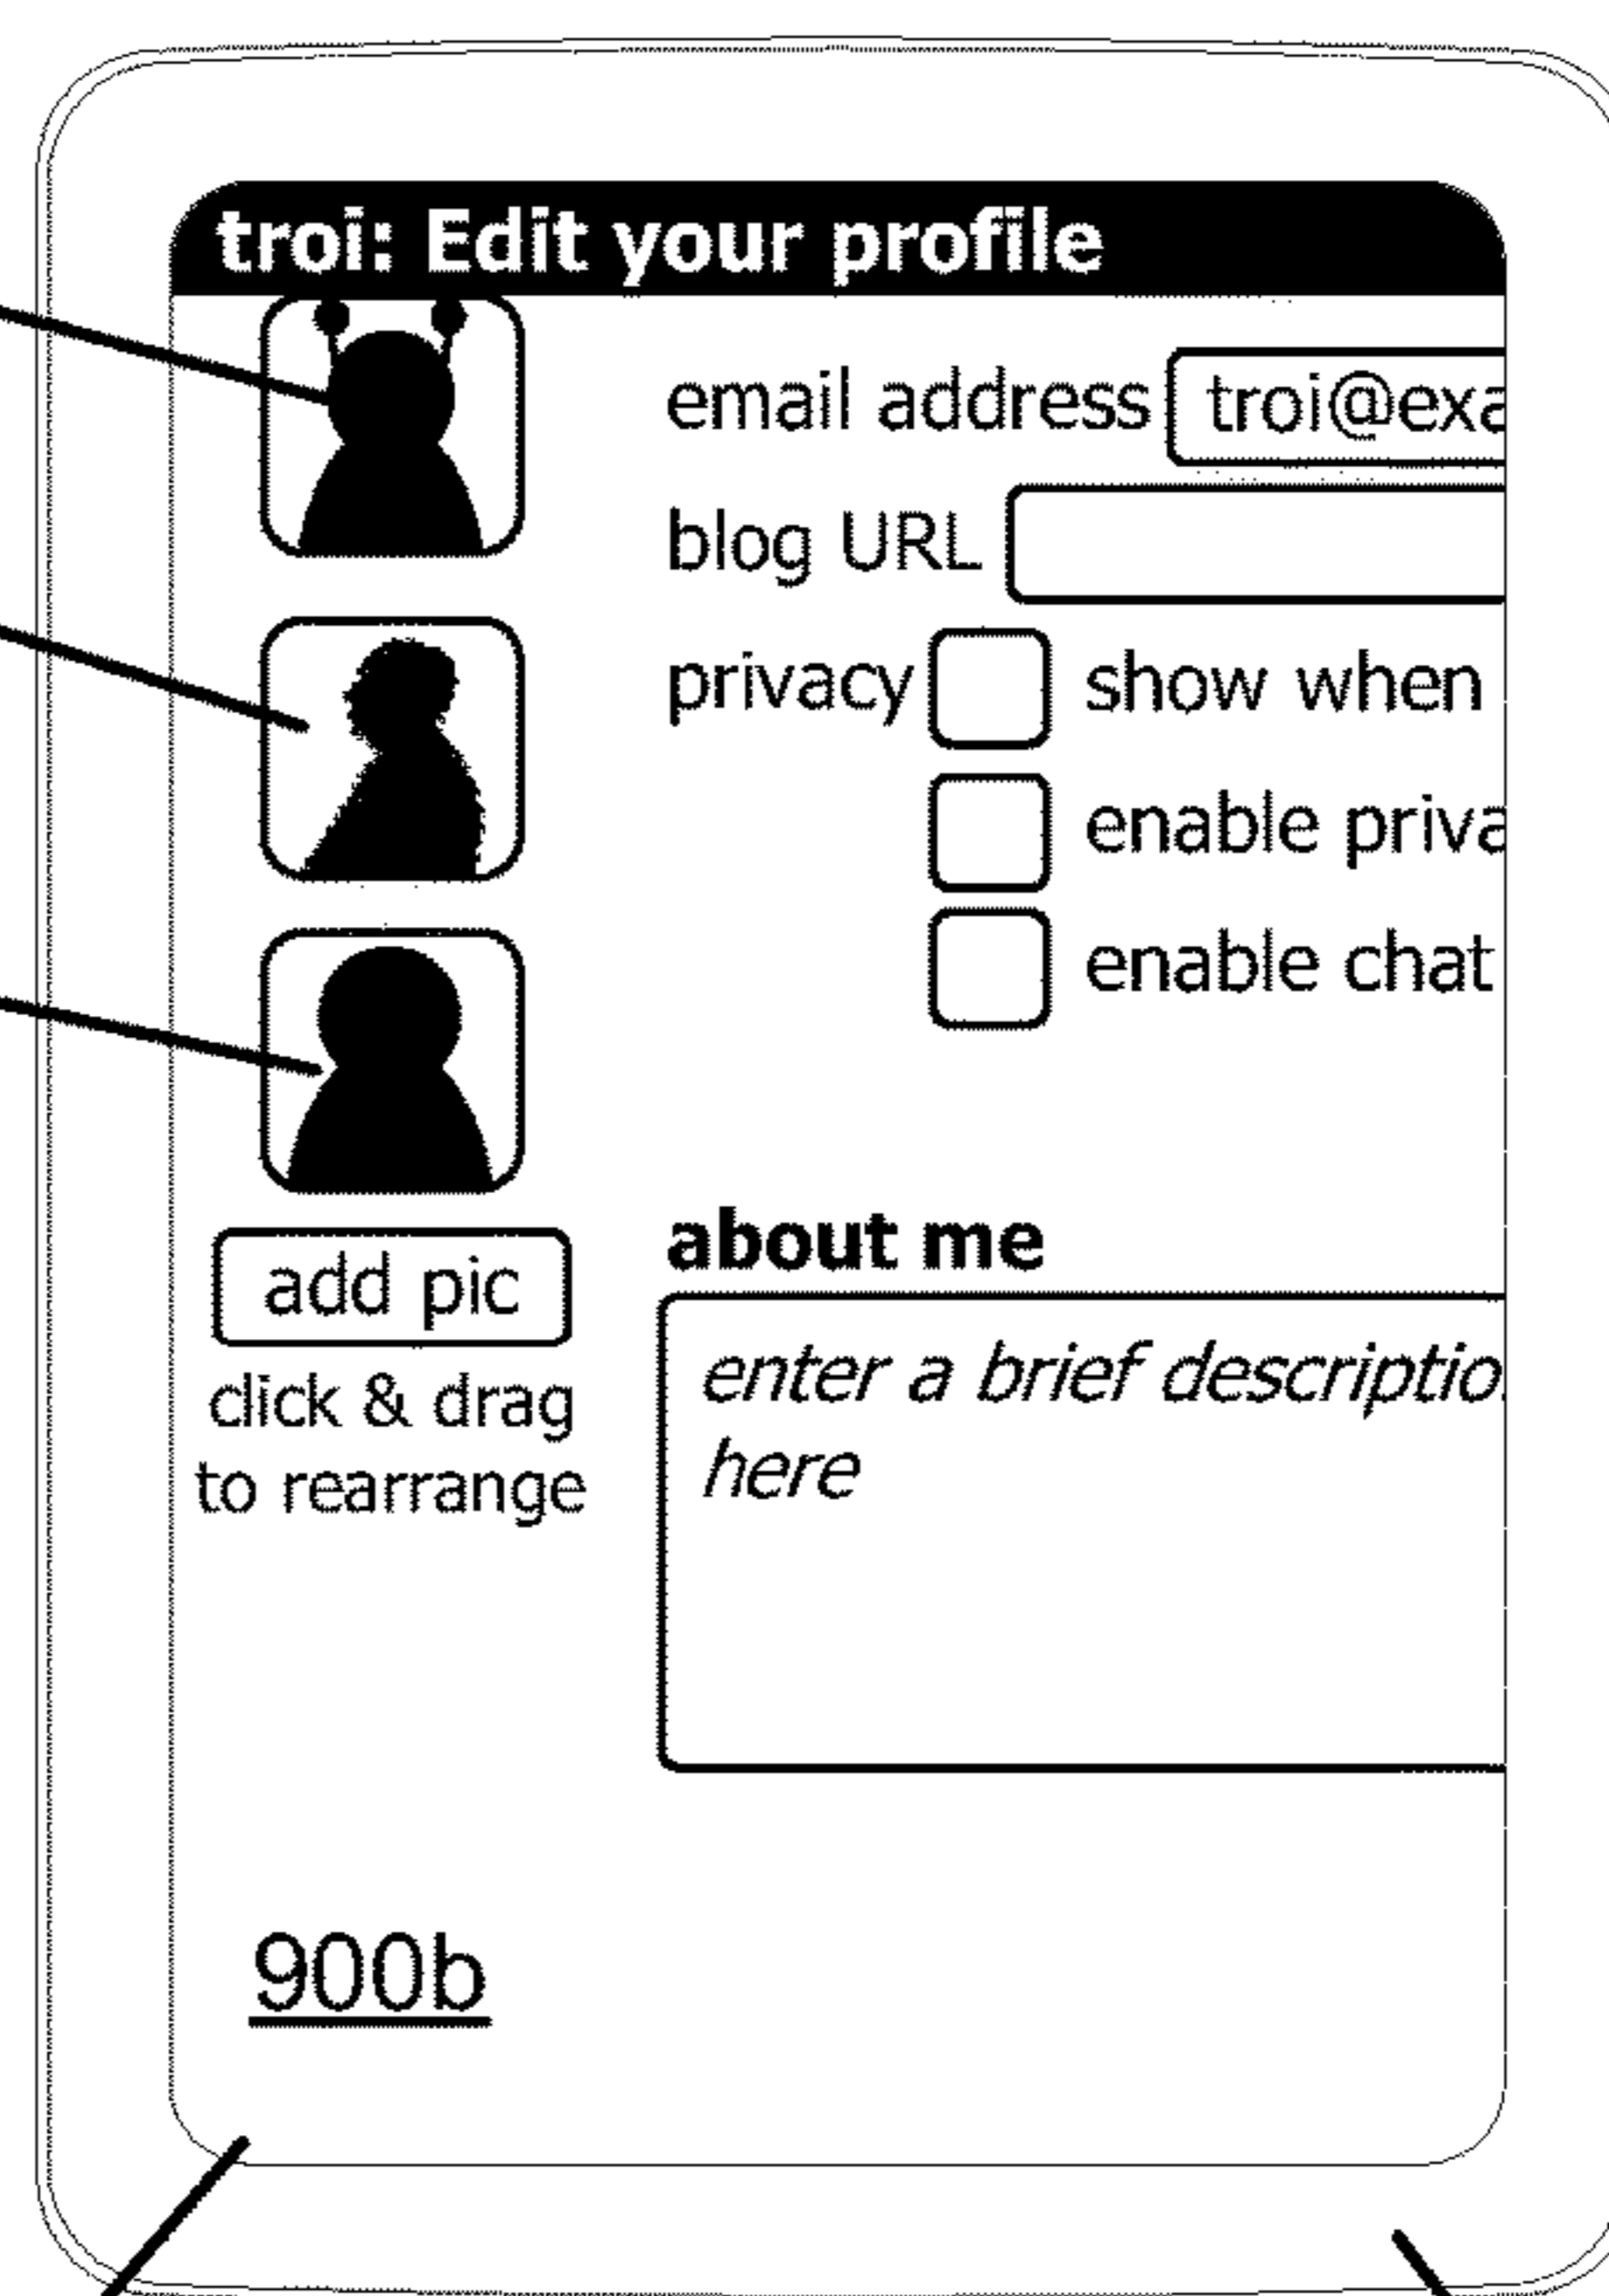 troi: Edit your profile
email address troi@exa
blog URL
privacy show when
enable priva
enable chat
add pic
click & drag
to rearrange
about me
enter a brief descriptio
here
900b